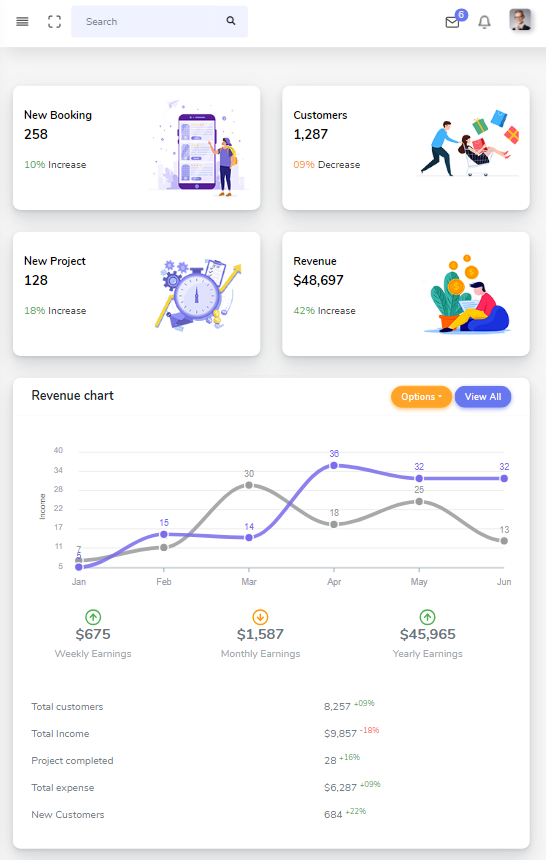 Search
6
New Booking
258
10% Increase
Customers
1,287
09% Decrease
New Project
128
18% Increase
Revenue
$48,697
42% Increase
Revenue chart
Options
View All
40
34
28
22
17
11
5
Income
7
5
15
30
14
36
18
32
25
32
13
Jan Feb Mar Apr May Jun
$675 $1,587 $45,965
Weekly Earnings Monthly Earnings Yearly Earnings
Total customers 8,257 +09%
Total Income $9,857 -18%
Project completed 28 +16%
Total expense $6,287 +09%
New Customers 684 +22%